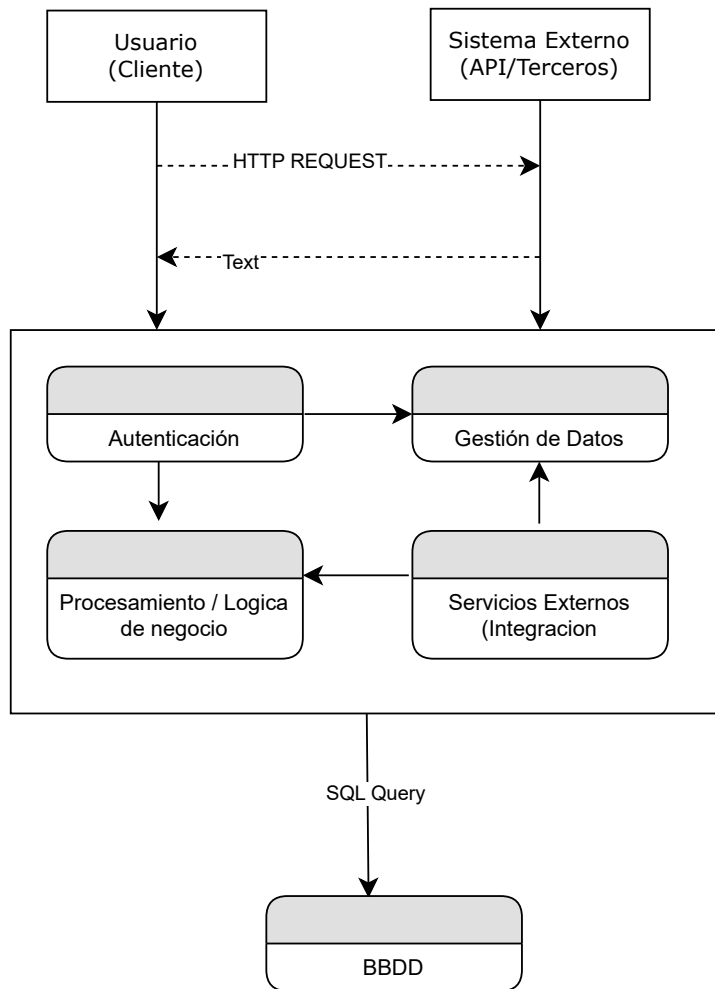 Usuario
(Cliente)
Sistema Externo
(API/Terceros)
HTTP REQUEST
Text
Autenticación
Gestión de Datos
Procesamiento / Logica
de negocio
Servicios Externos
(Integracion
SQL Query
BBDD